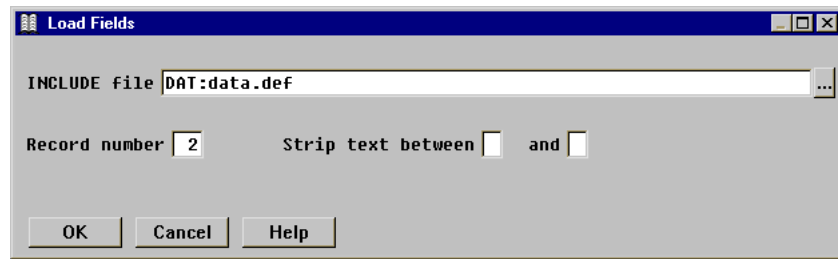 Load Fields
INCLUDE file DAT:data.def ...
Record number 2 Strip text between and
OK Cancel Help